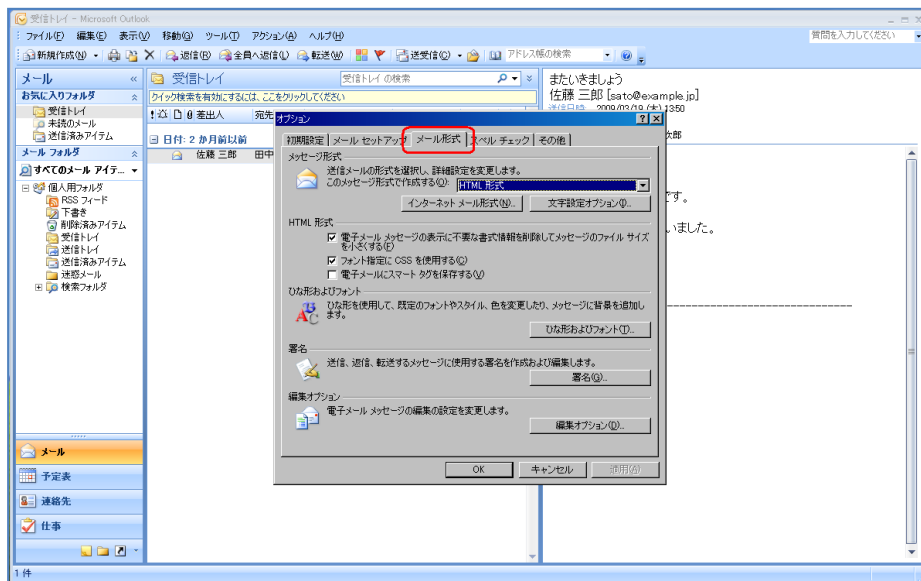 受信トレイ - Microsoft Outlook
ファイル(F) 編集(E) 表示(V) 移動(G) ツール(T) アクション(A) ヘルプ(H) 質問を入力してください
新規作成(N) 返信(R) 全員へ返信(L) 転送(W) 送受信(C) アドレス帳の検索
メール
お気に入りフォルダ
受信トレイ
未読のメール
送信済みアイテム
メール フォルダ
すべてのメール アイテ...
個人用フォルダ
RSS フィード
下書き
削除済みアイテム
受信トレイ
送信トレイ
送信済みアイテム
迷惑メール
検索フォルダ
メール
予定表
連絡先
仕事
1 件
受信トレイ 受信トレイ の検索
クイック検索を有効にするには、ここをクリックしてください
差出人 宛先
日付: 2 か月前以前
佐藤 三郎 田中
またいきましょう
佐藤 三郎 [sato@example.jp]
送信日時 2009/03/19 (木) 13:50
次郎
です。
いました。
オプション
初期設定 メール セットアップ メール形式 スペル チェック その他
メッセージ形式
送信メールの形式を選択し、詳細設定を変更します。
このメッセージ形式で作成する(O): HTML 形式
インターネット メール形式(N)... 文字設定オプション(I)...
HTML 形式
電子メール メッセージの表示に不要な書式情報を削除してメッセージのファイル サイズ
を小さくする(E)
フォント指定に CSS を使用する(C)
電子メールにスマート タグを保存する(V)
ひな形およびフォント
ひな形を使用して、既定のフォントやスタイル、色を変更したり、メッセージに背景を追加し
ます。
ひな形およびフォント(T)...
署名
送信、返信、転送するメッセージに使用する署名を作成および編集します。
署名(G)...
編集オプション
電子メール メッセージの編集の設定を変更します。
編集オプション(D)...
OK キャンセル 適用(A)